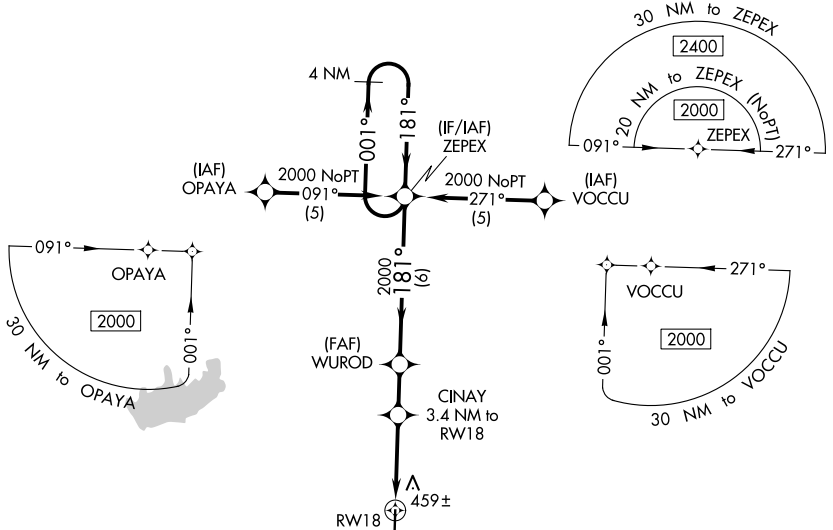 30 NM to ZEPEX
2400
20 NM to ZEPEX (NoPT)
2000
ZEPEX
091°
271°
4 NM
001°
181°
(IF/IAF)
ZEPEX
(IAF)
OPAYA
2000 NoPT
091°
(5)
2000 NoPT
271°
(5)
(IAF)
VOCCU
2000
181°
(6)
091°
OPAYA
2000
001°
30 NM to OPAYA
271°
VOCCU
2000
001°
30 NM to VOCCU
(FAF)
WUROD
CINAY
3.4 NM to
RW18
459±
RW18